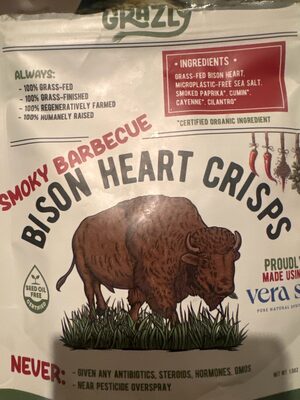 GRAZLY
ALWAYS:
- 100% GRASS-FED
- 100% GRASS-FINISHED
- 100% REGENERATIVELY FARMED
- 100% HUMANELY RAISED
• INGREDIENTS •
GRASS-FED BISON HEART,
MICROPLASTIC-FREE SEA SALT,
SMOKED PAPRIKA*, CUMIN*,
CAYENNE*, CILANTRO*
*CERTIFIED ORGANIC INGREDIENT
SMOKY BARBECUE
BISON HEART CRISPS
SEED OIL
FREE
CERTIFIED
PROUDLY
MADE USIN
vera s
PURE NATURAL
NEVER:
- GIVEN ANY ANTIBIOTICS, STEROIDS, HORMONES, GMOS
- NEAR PESTICIDE OVERSPRAY
NET WT